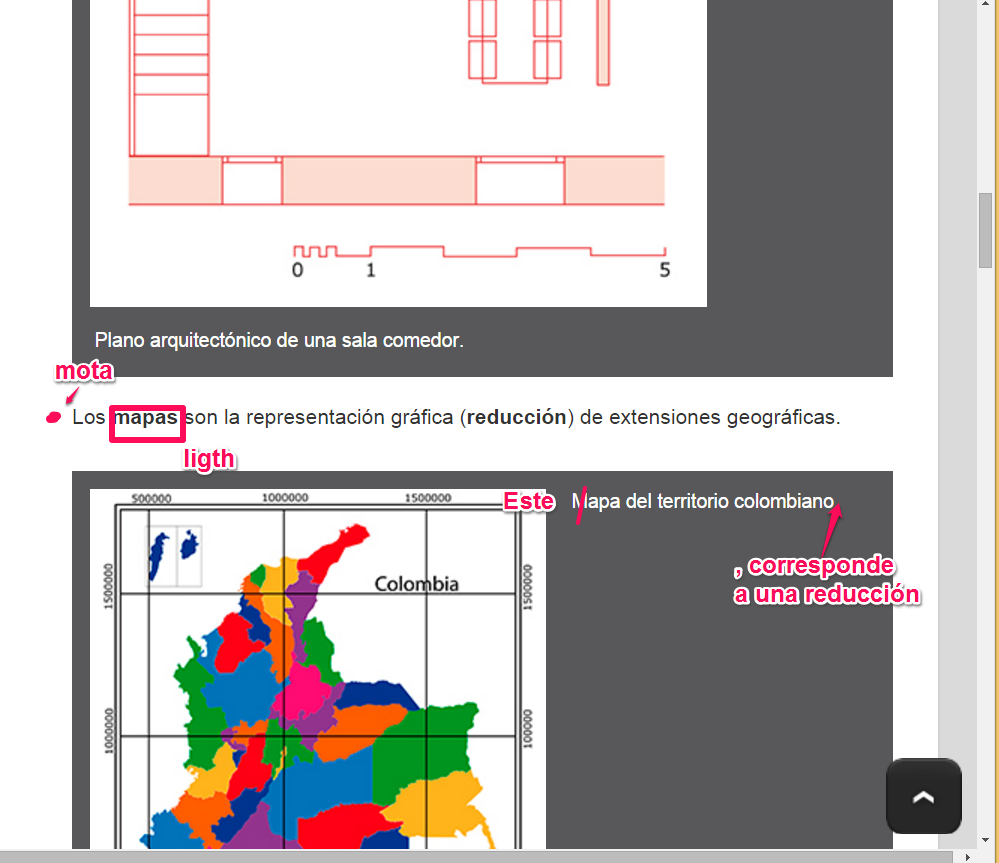 0 1 5
Plano arquitectónico de una sala comedor.
mota
Los mapas son la representación gráfica (reducción) de extensiones geográficas.
ligth
500000 1000000 1500000
Este Mapa del territorio colombiano
, corresponde
a una reducción
Colombia
1500000 1500000
1000000 1000000